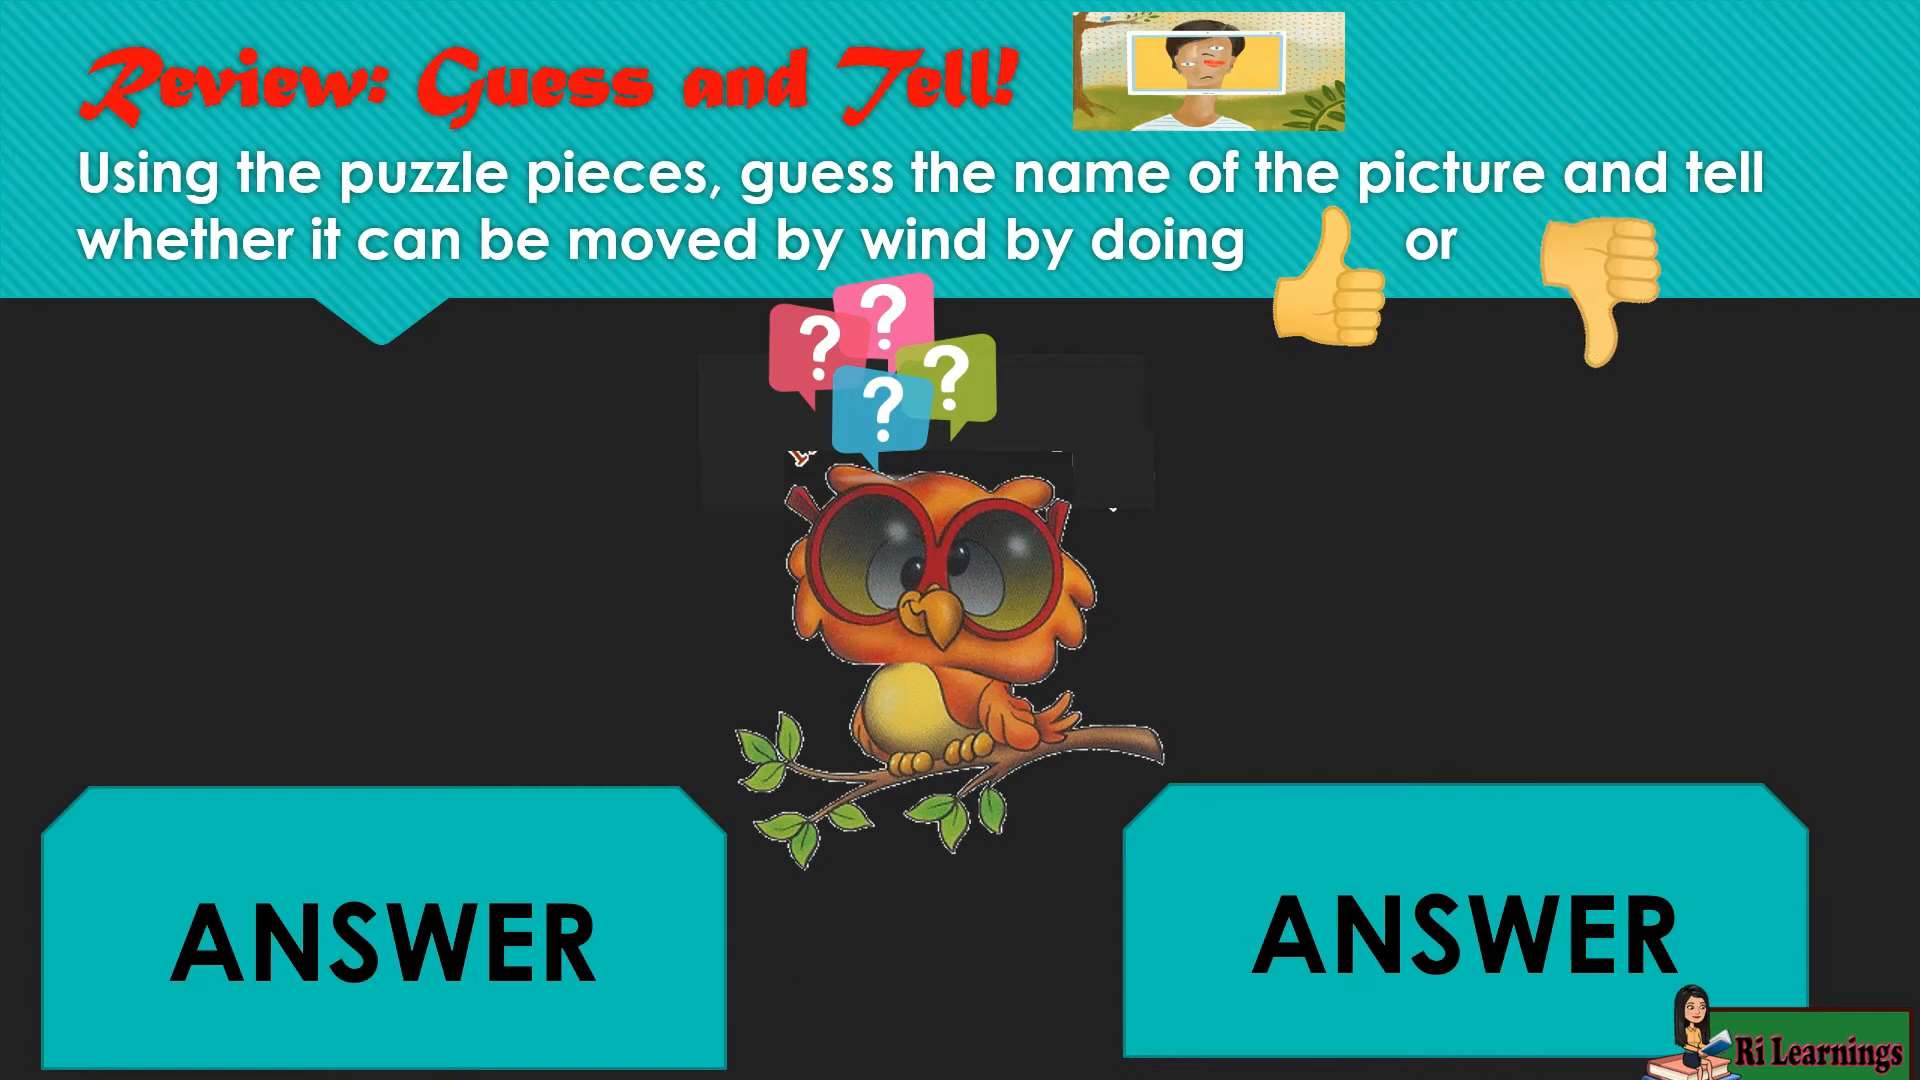 Review: Guess and Tell!
Using the puzzle pieces, guess the name of the picture and tell
whether it can be moved by wind by doing or
? ? ? ?
ANSWER
ANSWER
Ri Learnings